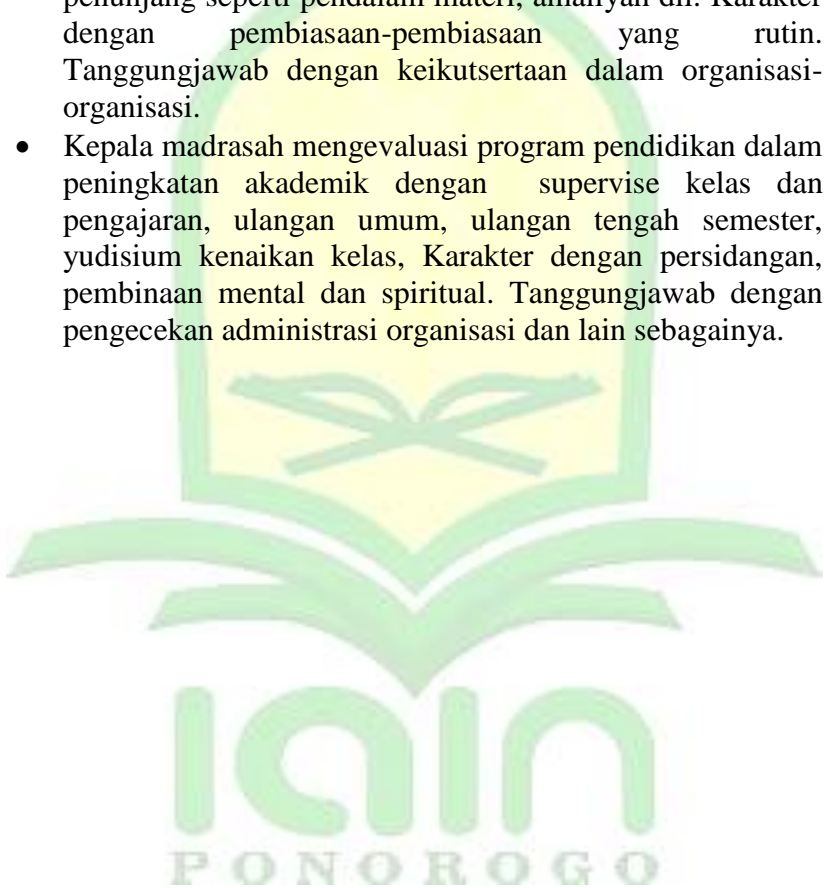 penunjang seperti pendalam materi, amaliyah dll. Karakter
dengan pembiasaan-pembiasaan yang rutin.
Tanggungjawab dengan keikutsertaan dalam organisasi-
organisasi.
• Kepala madrasah mengevaluasi program pendidikan dalam
peningkatan akademik dengan supervise kelas dan
pengajaran, ulangan umum, ulangan tengah semester,
yudisium kenaikan kelas, Karakter dengan persidangan,
pembinaan mental dan spiritual. Tanggungjawab dengan
pengecekan administrasi organisasi dan lain sebagainya.
iain
PONOROGO